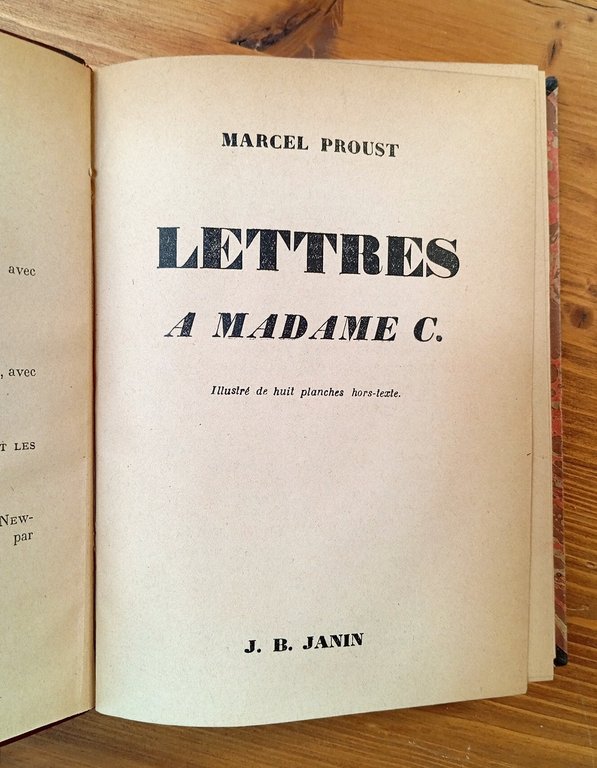 avec
, avec
T LES
NEW-
par
MARCEL PROUST
LETTRES
A MADAME C.
Illustré de huit planches hors-texte.
J. B. JANIN